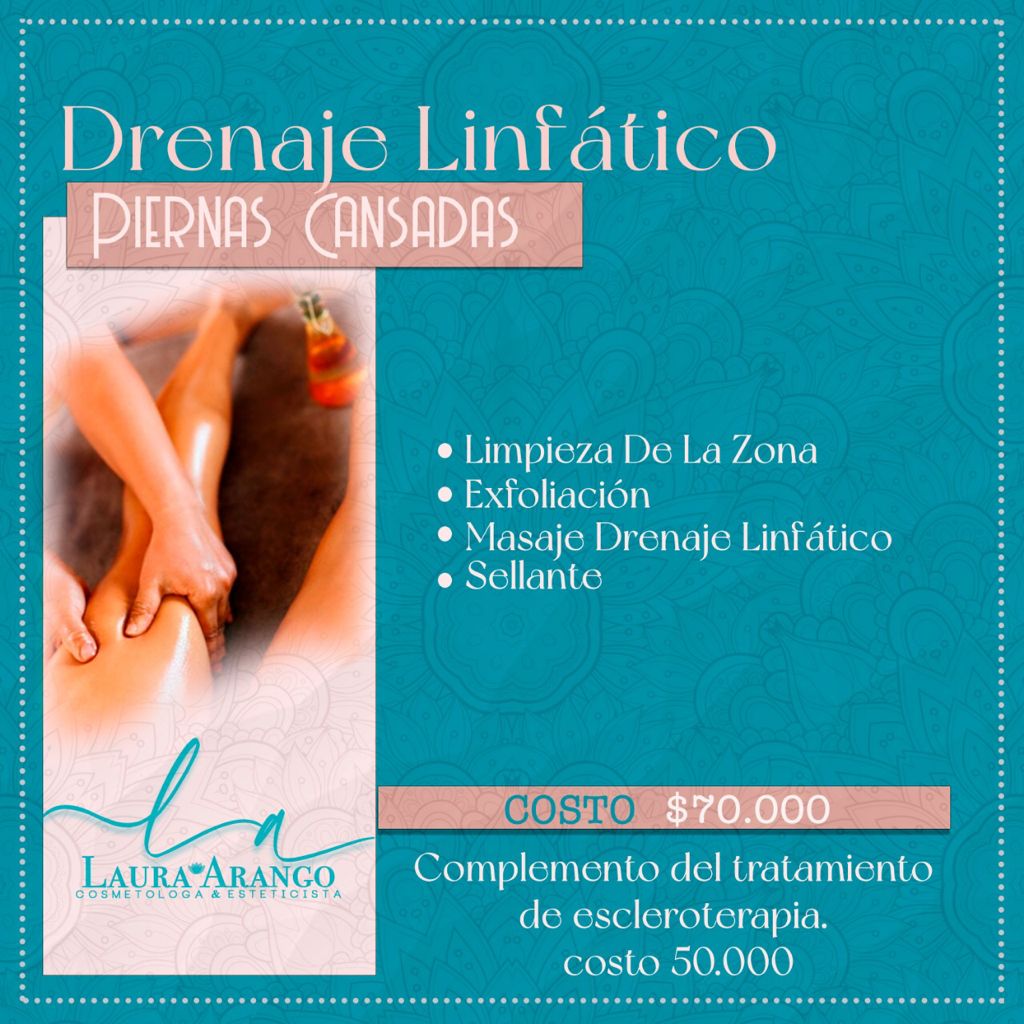 Drenaje Linfático
Piernas Cansadas
• Limpieza De La Zona
• Exfoliación
• Masaje Drenaje Linfático
• Sellante
la
Laura Arango
COSMETOLOGA & ESTETICISTA
COSTO $70.000
Complemento del tratamiento
de escleroterapia.
costo 50.000